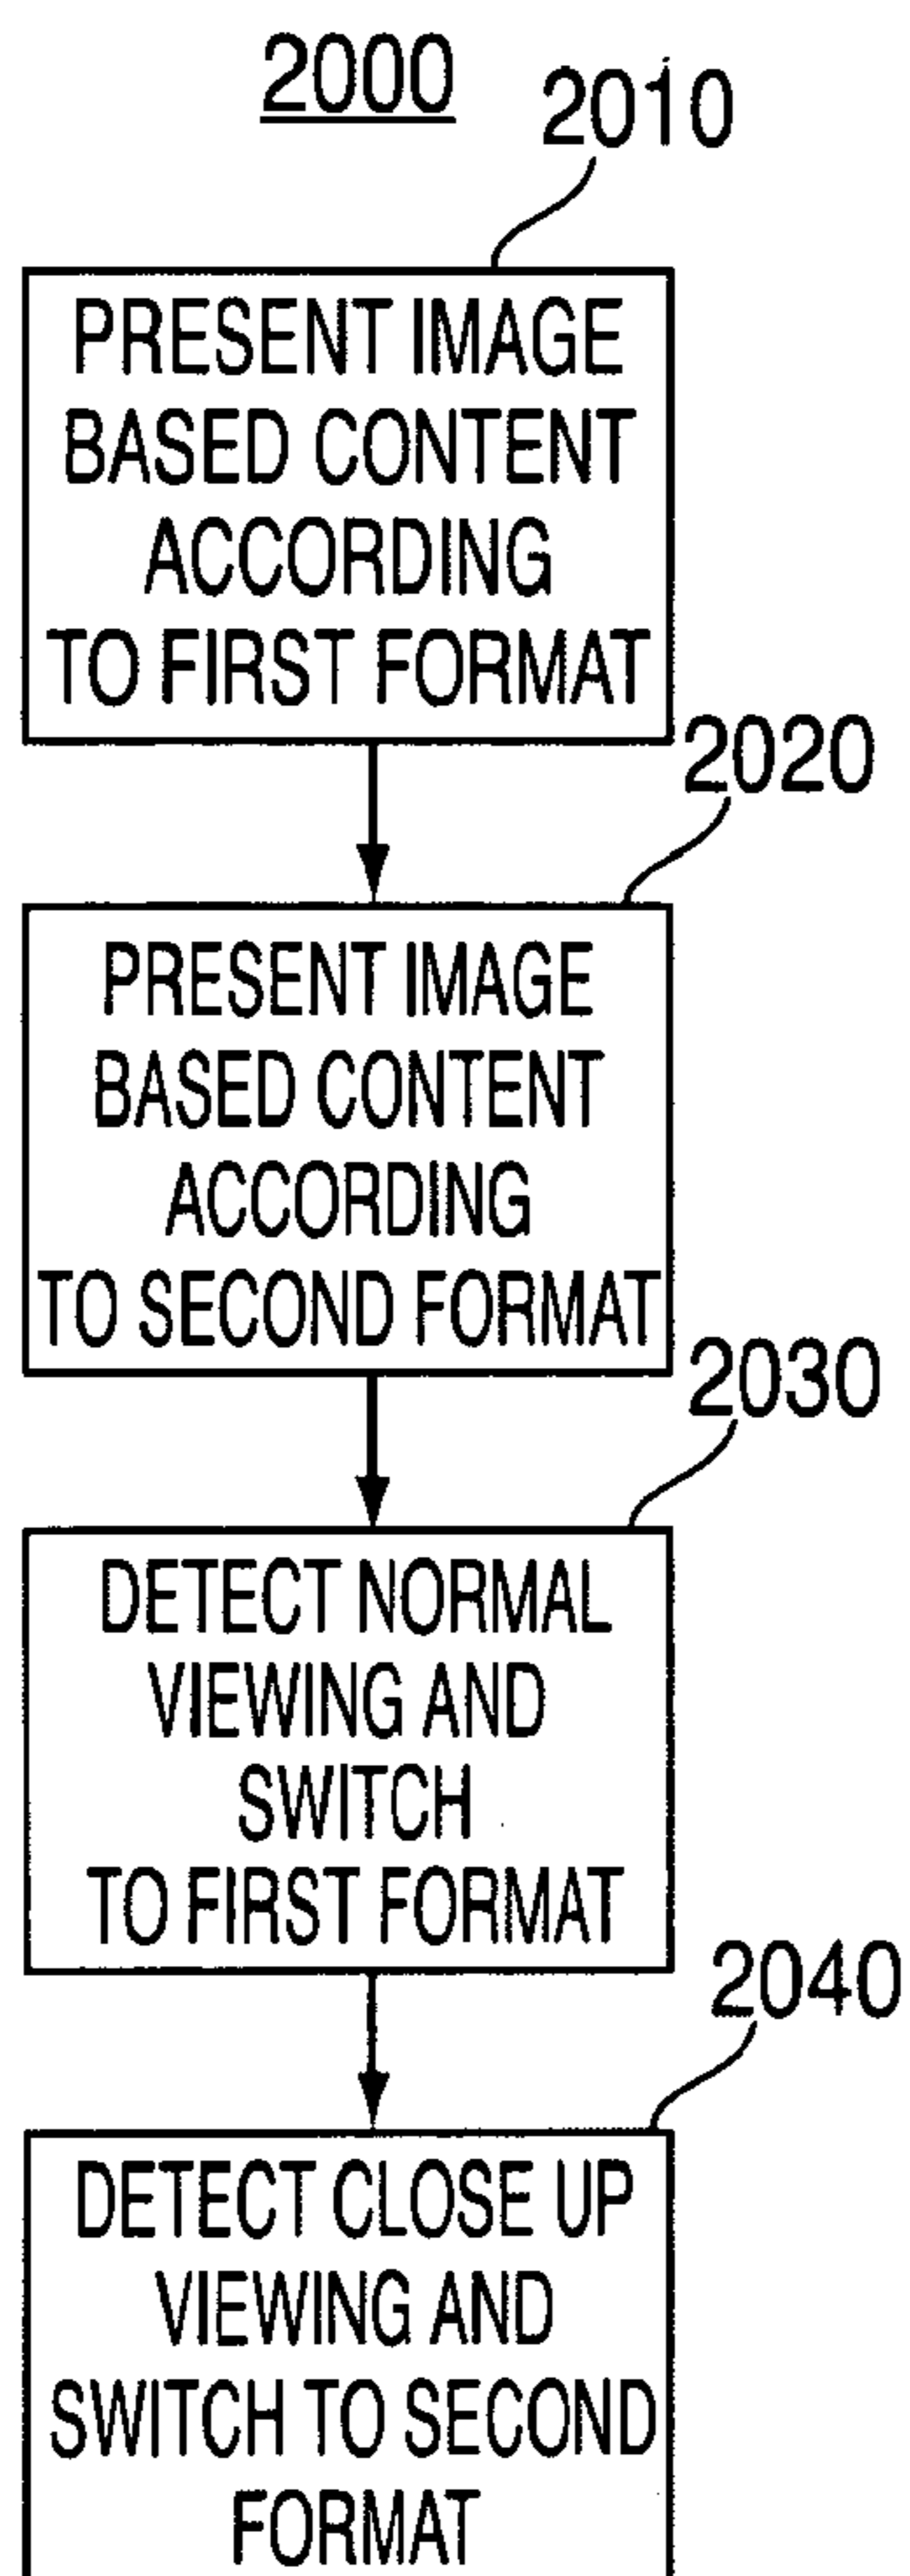 2000
2010
PRESENT IMAGE
BASED CONTENT
ACCORDING
TO FIRST FORMAT
2020
PRESENT IMAGE
BASED CONTENT
ACCORDING
TO SECOND FORMAT
2030
DETECT NORMAL
VIEWING AND
SWITCH
TO FIRST FORMAT
2040
DETECT CLOSE UP
VIEWING AND
SWITCH TO SECOND
FORMAT